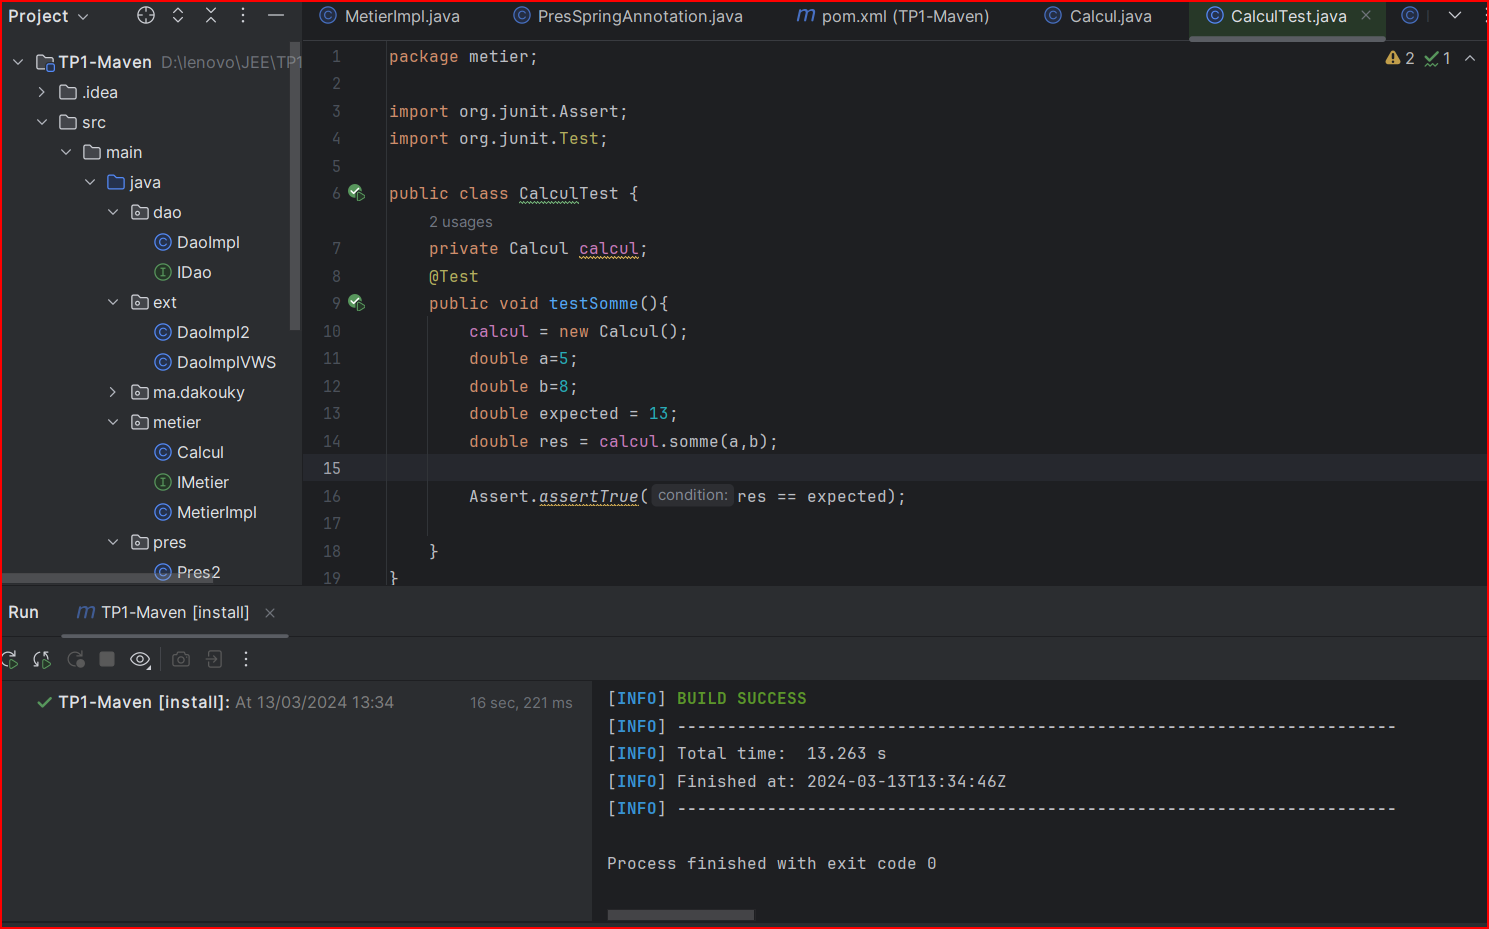 Project
MetierImpl.java PresSpringAnnotation.java m pom.xml (TP1-Maven) Calcul.java CalculTest.java
TP1-Maven D:\lenovo\JEE\TP1
.idea
src
main
java
dao
DaoImpl
IDao
ext
DaoImpl2
DaoImplVWS
ma.dakouky
metier
Calcul
IMetier
MetierImpl
pres
Pres2
2 1
1 package metier;
2
3 import org.junit.Assert;
4 import org.junit.Test;
5
6 public class CalculTest {
2 usages
7 private Calcul calcul;
8 @Test
9 public void testSomme(){
10 calcul = new Calcul();
11 double a=5;
12 double b=8;
13 double expected = 13;
14 double res = calcul.somme(a,b);
15
16 Assert.assertTrue( condition: res == expected);
17
18 }
19 }
Run m TP1-Maven [install]
TP1-Maven [install]: At 13/03/2024 13:34 16 sec, 221 ms
[INFO] BUILD SUCCESS
[INFO] ------------------------------------------------------------------------
[INFO] Total time:  13.263 s
[INFO] Finished at: 2024-03-13T13:34:46Z
[INFO] ------------------------------------------------------------------------
Process finished with exit code 0